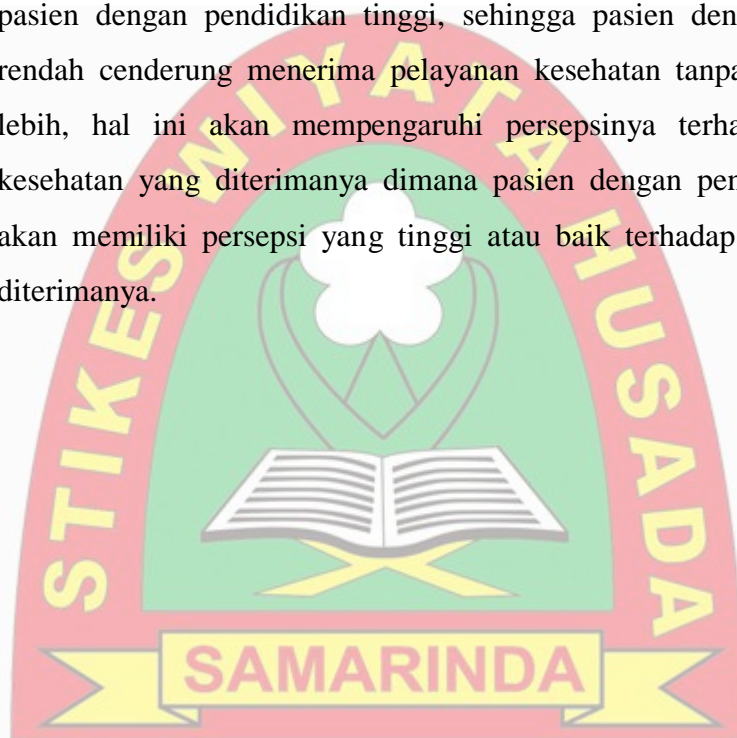 pasien dengan pendidikan tinggi, sehingga pasien den
rendah cenderung menerima pelayanan kesehatan tanpa
lebih, hal ini akan mempengaruhi persepsinya terha
kesehatan yang diterimanya dimana pasien dengan pen
akan memiliki persepsi yang tinggi atau baik terhadap
diterimanya.
STIKES WIYATA HUSADA
SAMARINDA